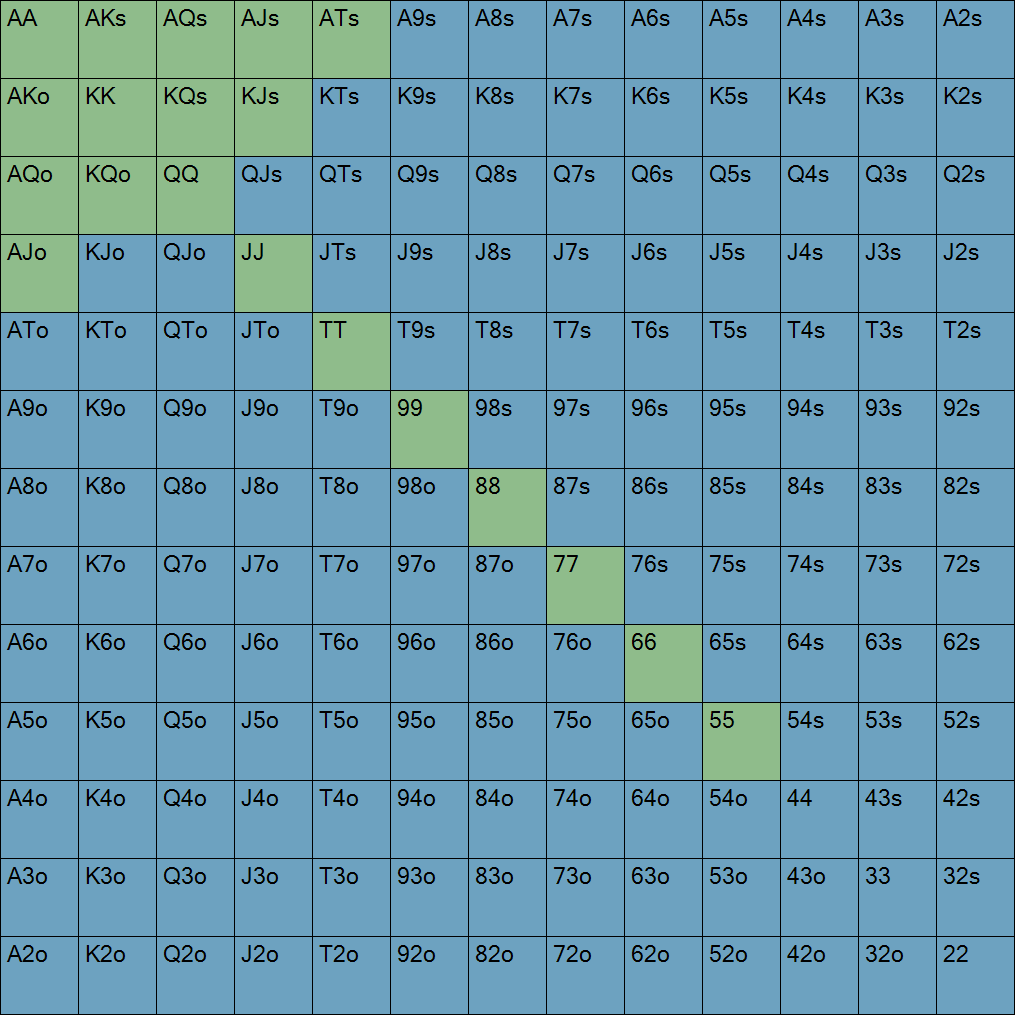 AA AKs AQs AJs ATs A9s A8s A7s A6s A5s A4s A3s A2s
AKo KK KQs KJs KTs K9s K8s K7s K6s K5s K4s K3s K2s
AQo KQo QQ QJs QTs Q9s Q8s Q7s Q6s Q5s Q4s Q3s Q2s
AJo KJo QJo JJ JTs J9s J8s J7s J6s J5s J4s J3s J2s
ATo KTo QTo JTo TT T9s T8s T7s T6s T5s T4s T3s T2s
A9o K9o Q9o J9o T9o 99 98s 97s 96s 95s 94s 93s 92s
A8o K8o Q8o J8o T8o 98o 88 87s 86s 85s 84s 83s 82s
A7o K7o Q7o J7o T7o 97o 87o 77 76s 75s 74s 73s 72s
A6o K6o Q6o J6o T6o 96o 86o 76o 66 65s 64s 63s 62s
A5o K5o Q5o J5o T5o 95o 85o 75o 65o 55 54s 53s 52s
A4o K4o Q4o J4o T4o 94o 84o 74o 64o 54o 44 43s 42s
A3o K3o Q3o J3o T3o 93o 83o 73o 63o 53o 43o 33 32s
A2o K2o Q2o J2o T2o 92o 82o 72o 62o 52o 42o 32o 22